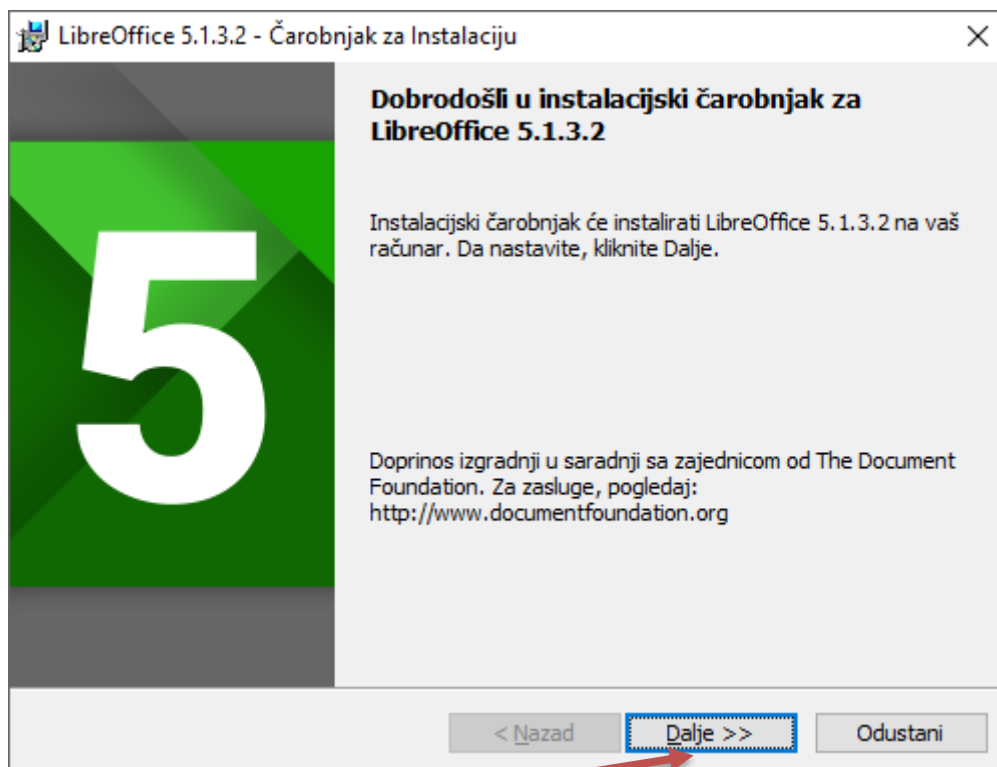 LibreOffice 5.1.3.2 - Čarobnjak za Instalaciju
Dobrodošli u instalacijski čarobnjak za
LibreOffice 5.1.3.2
Instalacijski čarobnjak će instalirati LibreOffice 5.1.3.2 na vaš
računar. Da nastavite, kliknite Dalje.
5
Doprinos izgradnji u saradnji sa zajednicom od The Document
Foundation. Za zasluge, pogledaj:
http://www.documentfoundation.org
< Nazad
Dalje >>
Odustani